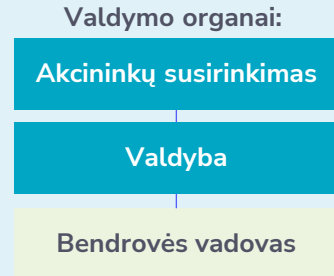 Valdymo organai:
Akcininkų susirinkimas
Valdyba
Bendrovės vadovas